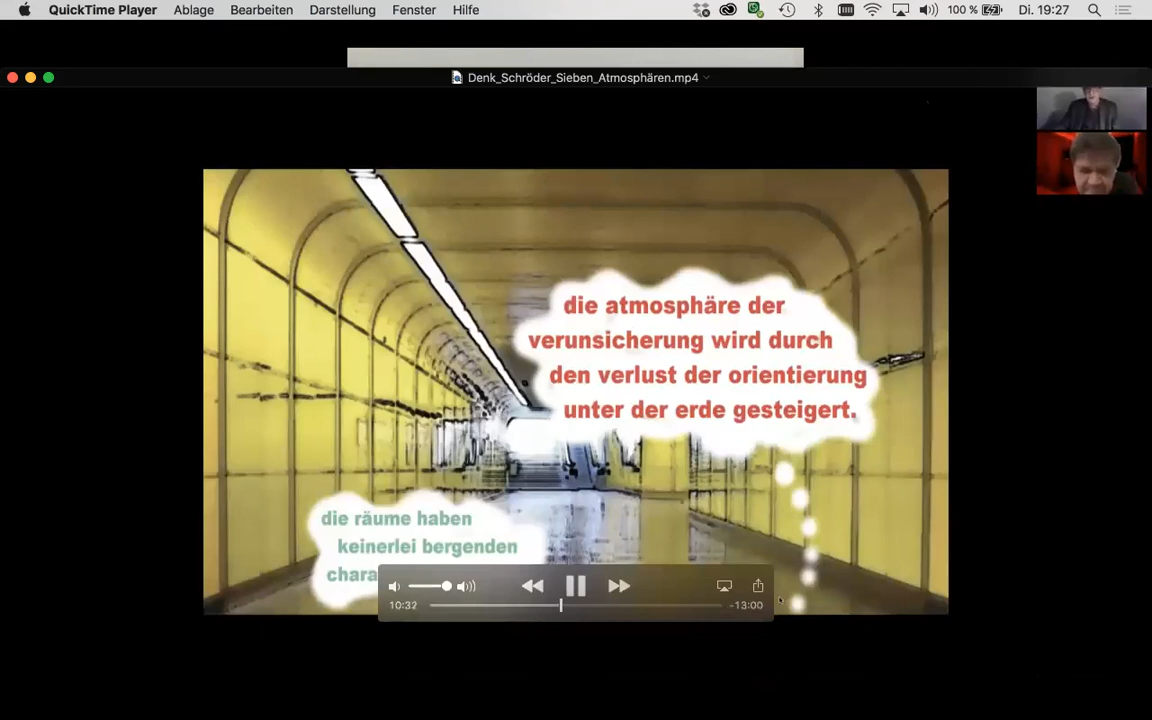 QuickTime Player Ablage Bearbeiten Darstellung Fenster Hilfe 100 % Di. 19:27
Denk_Schröder_Sieben_Atmosphären.mp4
die atmosphäre der
verunsicherung wird durch
den verlust der orientierung
unter der erde gesteigert.
die räume haben
keinerlei bergenden
chara
10:32 -13:00